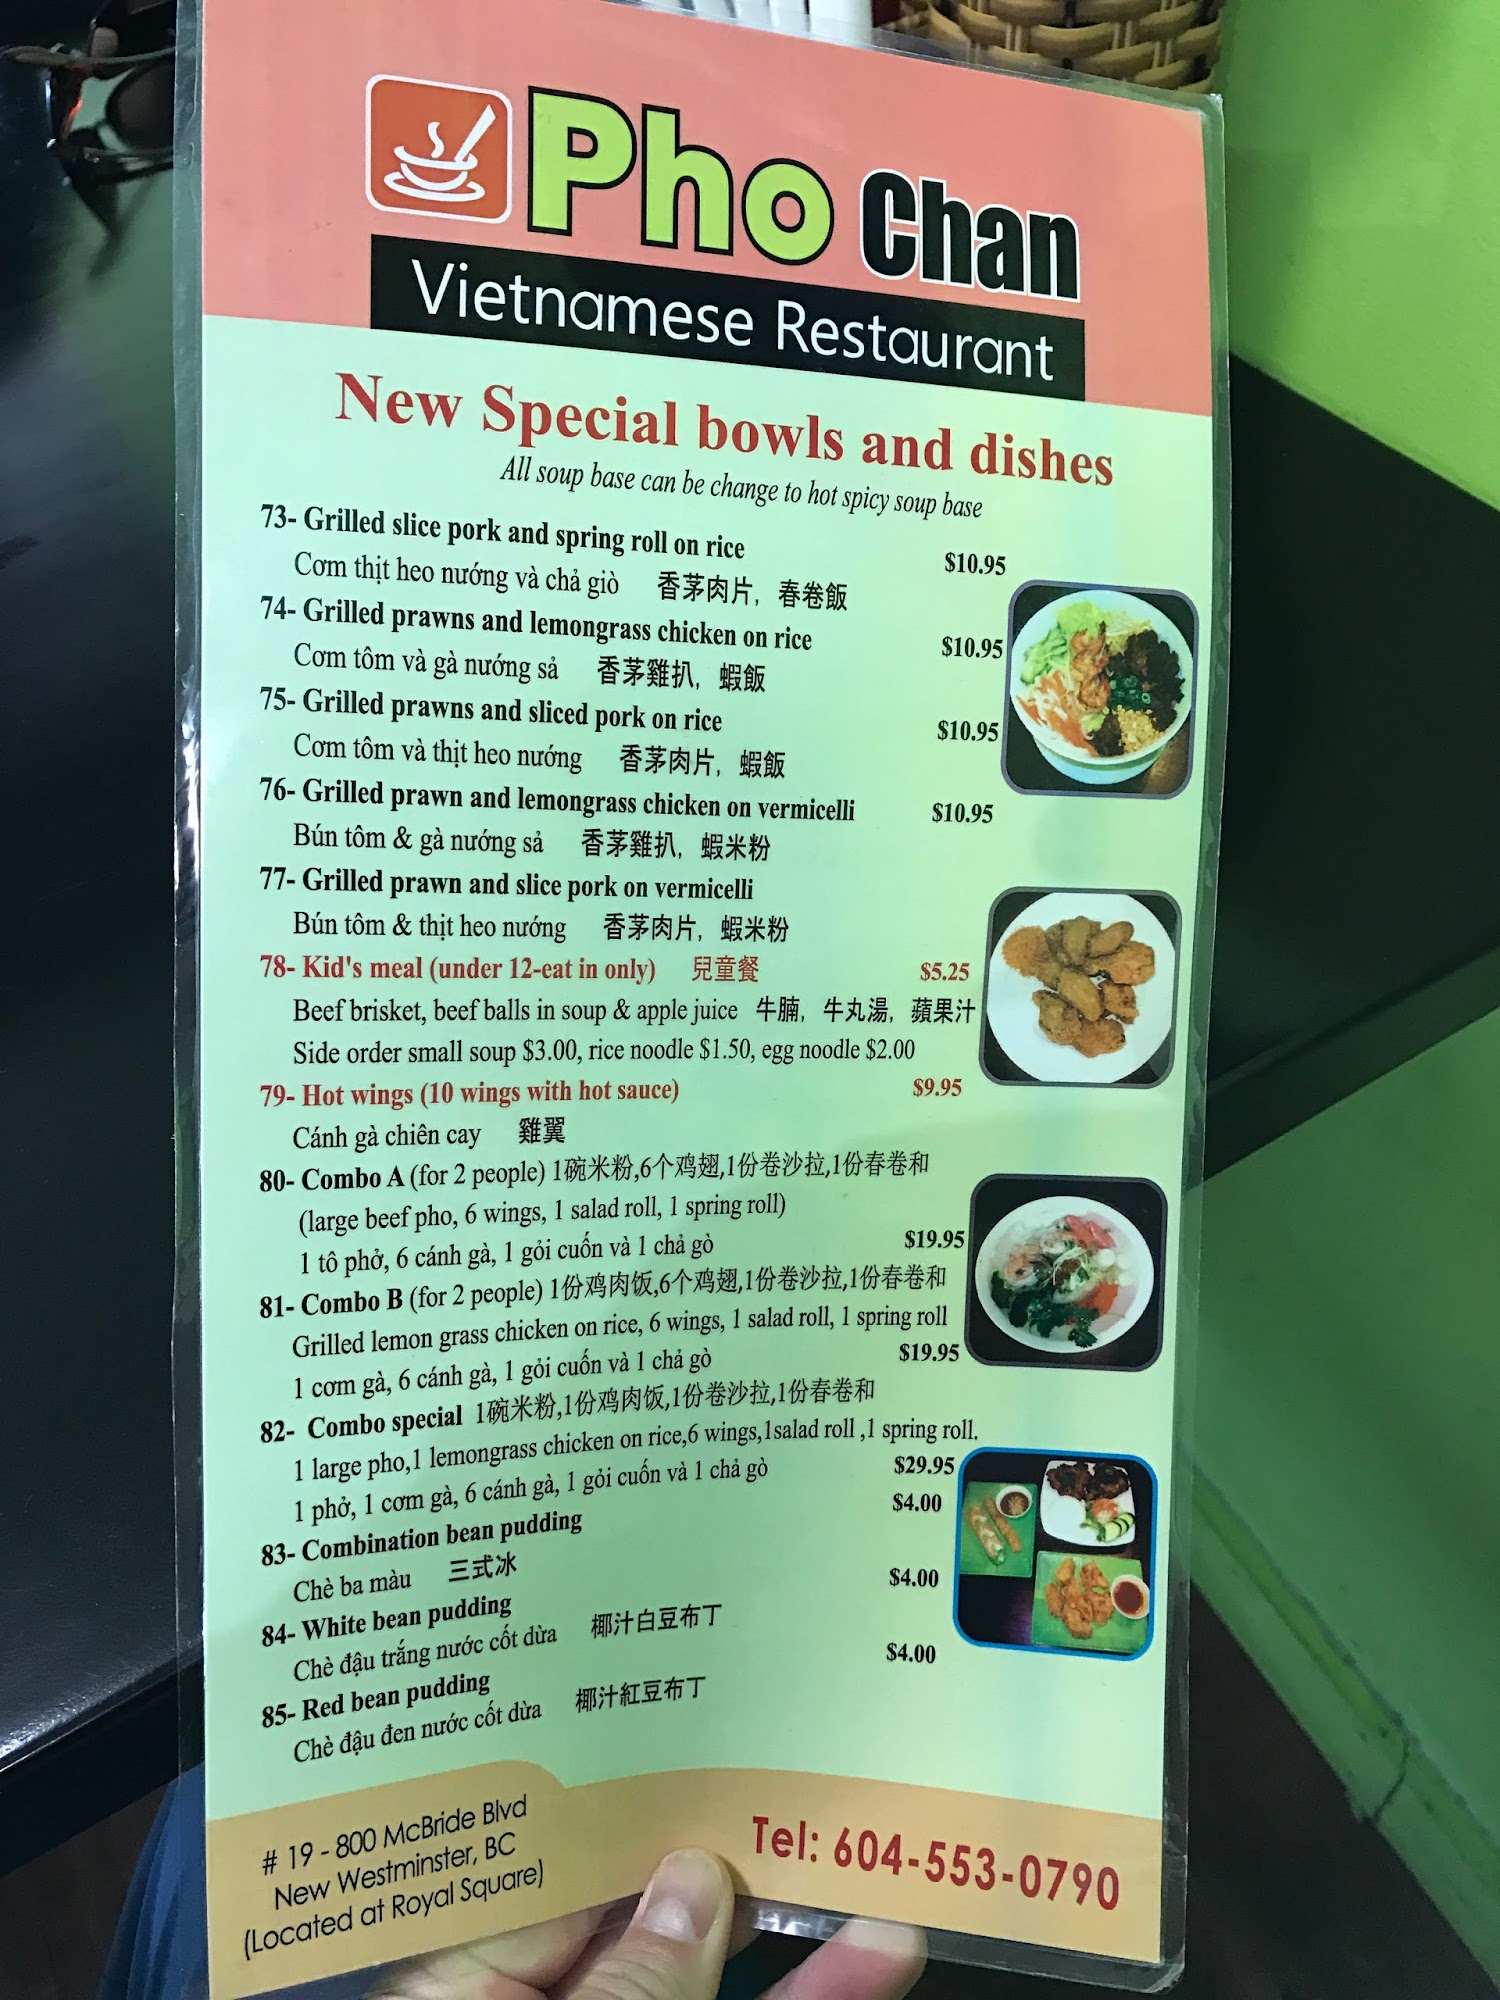 Pho Chan
Vietnamese Restaurant
New Special bowls and dishes
All soup base can be change to hot spicy soup base
73- Grilled slice pork and spring roll on rice $10.95
Cơm thịt heo nướng và chả giò 香茅肉片，春卷飯
74- Grilled prawns and lemongrass chicken on rice $10.95
Cơm tôm và gà nướng sả 香茅雞扒，蝦飯
75- Grilled prawns and sliced pork on rice $10.95
Cơm tôm và thịt heo nướng 香茅肉片，蝦飯
76- Grilled prawn and lemongrass chicken on vermicelli $10.95
Bún tôm & gà nướng sả 香茅雞扒，蝦米粉
77- Grilled prawn and slice pork on vermicelli
Bún tôm & thịt heo nướng 香茅肉片，蝦米粉
78- Kid's meal (under 12-eat in only) 兒童餐 $5.25
Beef brisket, beef balls in soup & apple juice 牛腩，牛丸湯，蘋果汁
Side order small soup $3.00, rice noodle $1.50, egg noodle $2.00
79- Hot wings (10 wings with hot sauce) $9.95
Cánh gà chiên cay 雞翼
80- Combo A (for 2 people) 1碗米粉,6个鸡翅,1份卷沙拉,1份春卷和
(large beef pho, 6 wings, 1 salad roll, 1 spring roll)
1 tô phở, 6 cánh gà, 1 gỏi cuốn và 1 chả gò $19.95
81- Combo B (for 2 people) 1份鸡肉饭,6个鸡翅,1份卷沙拉,1份春卷和
Grilled lemon grass chicken on rice, 6 wings, 1 salad roll, 1 spring roll
1 cơm gà, 6 cánh gà, 1 gỏi cuốn và 1 chả gò $19.95
82- Combo special 1碗米粉,1份鸡肉饭,1份卷沙拉,1份春卷和
1 large pho,1 lemongrass chicken on rice,6 wings,1salad roll ,1 spring roll.
1 phở, 1 cơm gà, 6 cánh gà, 1 gỏi cuốn và 1 chả gò $29.95
83- Combination bean pudding $4.00
Chè ba màu 三式冰
84- White bean pudding $4.00
Chè đậu trắng nước cốt dừa 椰汁白豆布丁
85- Red bean pudding $4.00
Chè đậu đen nước cốt dừa 椰汁紅豆布丁
# 19 - 800 McBride Blvd
New Westminster, BC
(Located at Royal Square)
Tel: 604-553-0790